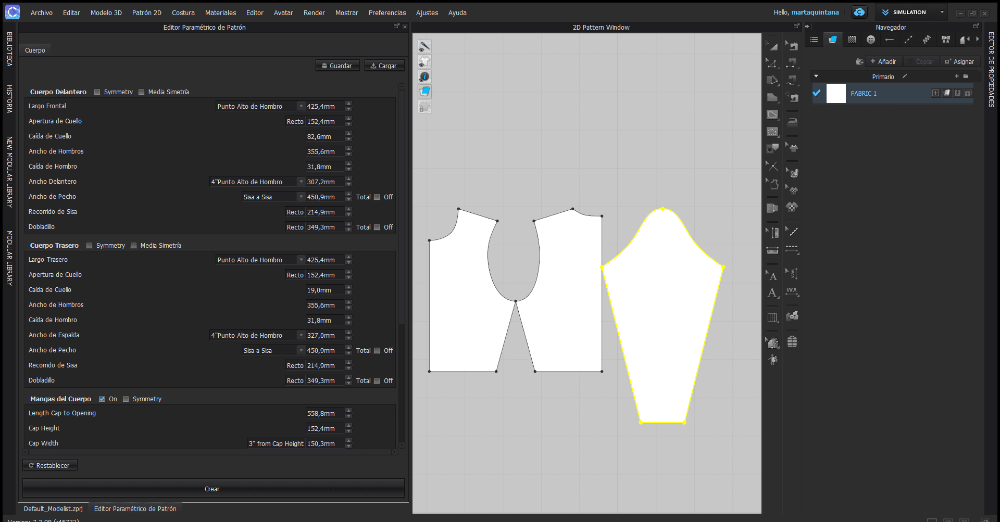 Archivo Editar Modelo 3D Patrón 2D Costura Materiales Editor Avatar Render Mostrar Preferencias Ajustes Ayuda
Hello, martaquintana
SIMULATION
Editor Paramétrico de Patrón
2D Pattern Window
Navegador
BIBLIOTECA
HISTORIA
NEW MODULAR LIBRARY
MODULAR LIBRARY
Cuerpo
Guardar Cargar
Cuerpo Delantero Symmetry Media Simetría
Largo Frontal Punto Alto de Hombro 425,4mm
Apertura de Cuello Recto 152,4mm
Caída de Cuello 82,6mm
Ancho de Hombros 355,6mm
Caída de Hombro 31,8mm
Ancho Delantero 4"Punto Alto de Hombro 307,2mm
Ancho de Pecho Sisa a Sisa 450,9mm Total Off
Recorrido de Sisa Recto 214,9mm
Dobladillo Recto 349,3mm Total Off
Cuerpo Trasero Symmetry Media Simetría
Largo Trasero Punto Alto de Hombro 425,4mm
Apertura de Cuello Recto 152,4mm
Caída de Cuello 19,0mm
Ancho de Hombros 355,6mm
Caída de Hombro 31,8mm
Ancho de Espalda 4"Punto Alto de Hombro 327,0mm
Ancho de Pecho Sisa a Sisa 450,9mm Total Off
Recorrido de Sisa Recto 214,9mm
Dobladillo Recto 349,3mm Total Off
Mangas del Cuerpo On Symmetry
Length Cap to Opening 558,8mm
Cap Height 152,4mm
Cap Width 3" from Cap Height 150,3mm
Restablecer
Crear
Default_Modelist.zprj Editor Paramétrico de Patrón
Version: 7.3.98 (r45732)
Añadir Copiar Asignar
Primario
FABRIC 1
EDITOR DE PROPIEDADES